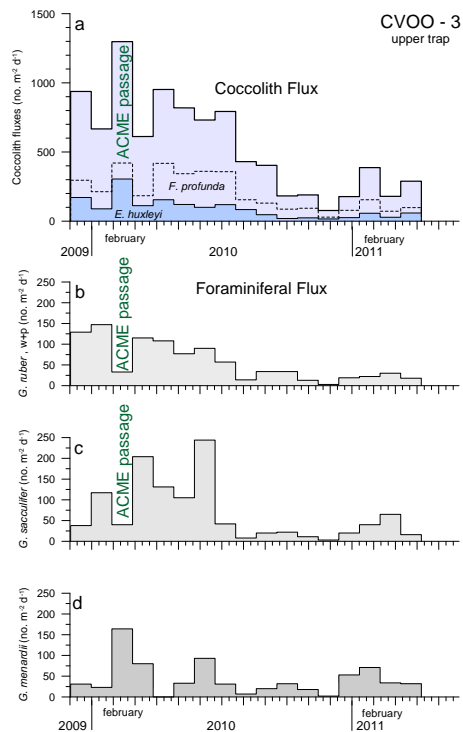 CVOO - 3
upper trap
a
Coccolith Flux
ACME passage
F. profunda
E. huxleyi
Coccolith fluxes (no. m-2 d-1)
1500
1000
500
0
february
february
2009
2010
2011
b
Foraminiferal Flux
ACME passage
G. ruber , w+p (no. m-2 d-1)
250
200
150
100
50
0
c
ACME passage
G. sacculifer (no. m-2 d-1)
250
200
150
100
50
0
d
G. menardii (no. m-2 d-1)
250
200
150
100
50
0
february
february
2009
2010
2011